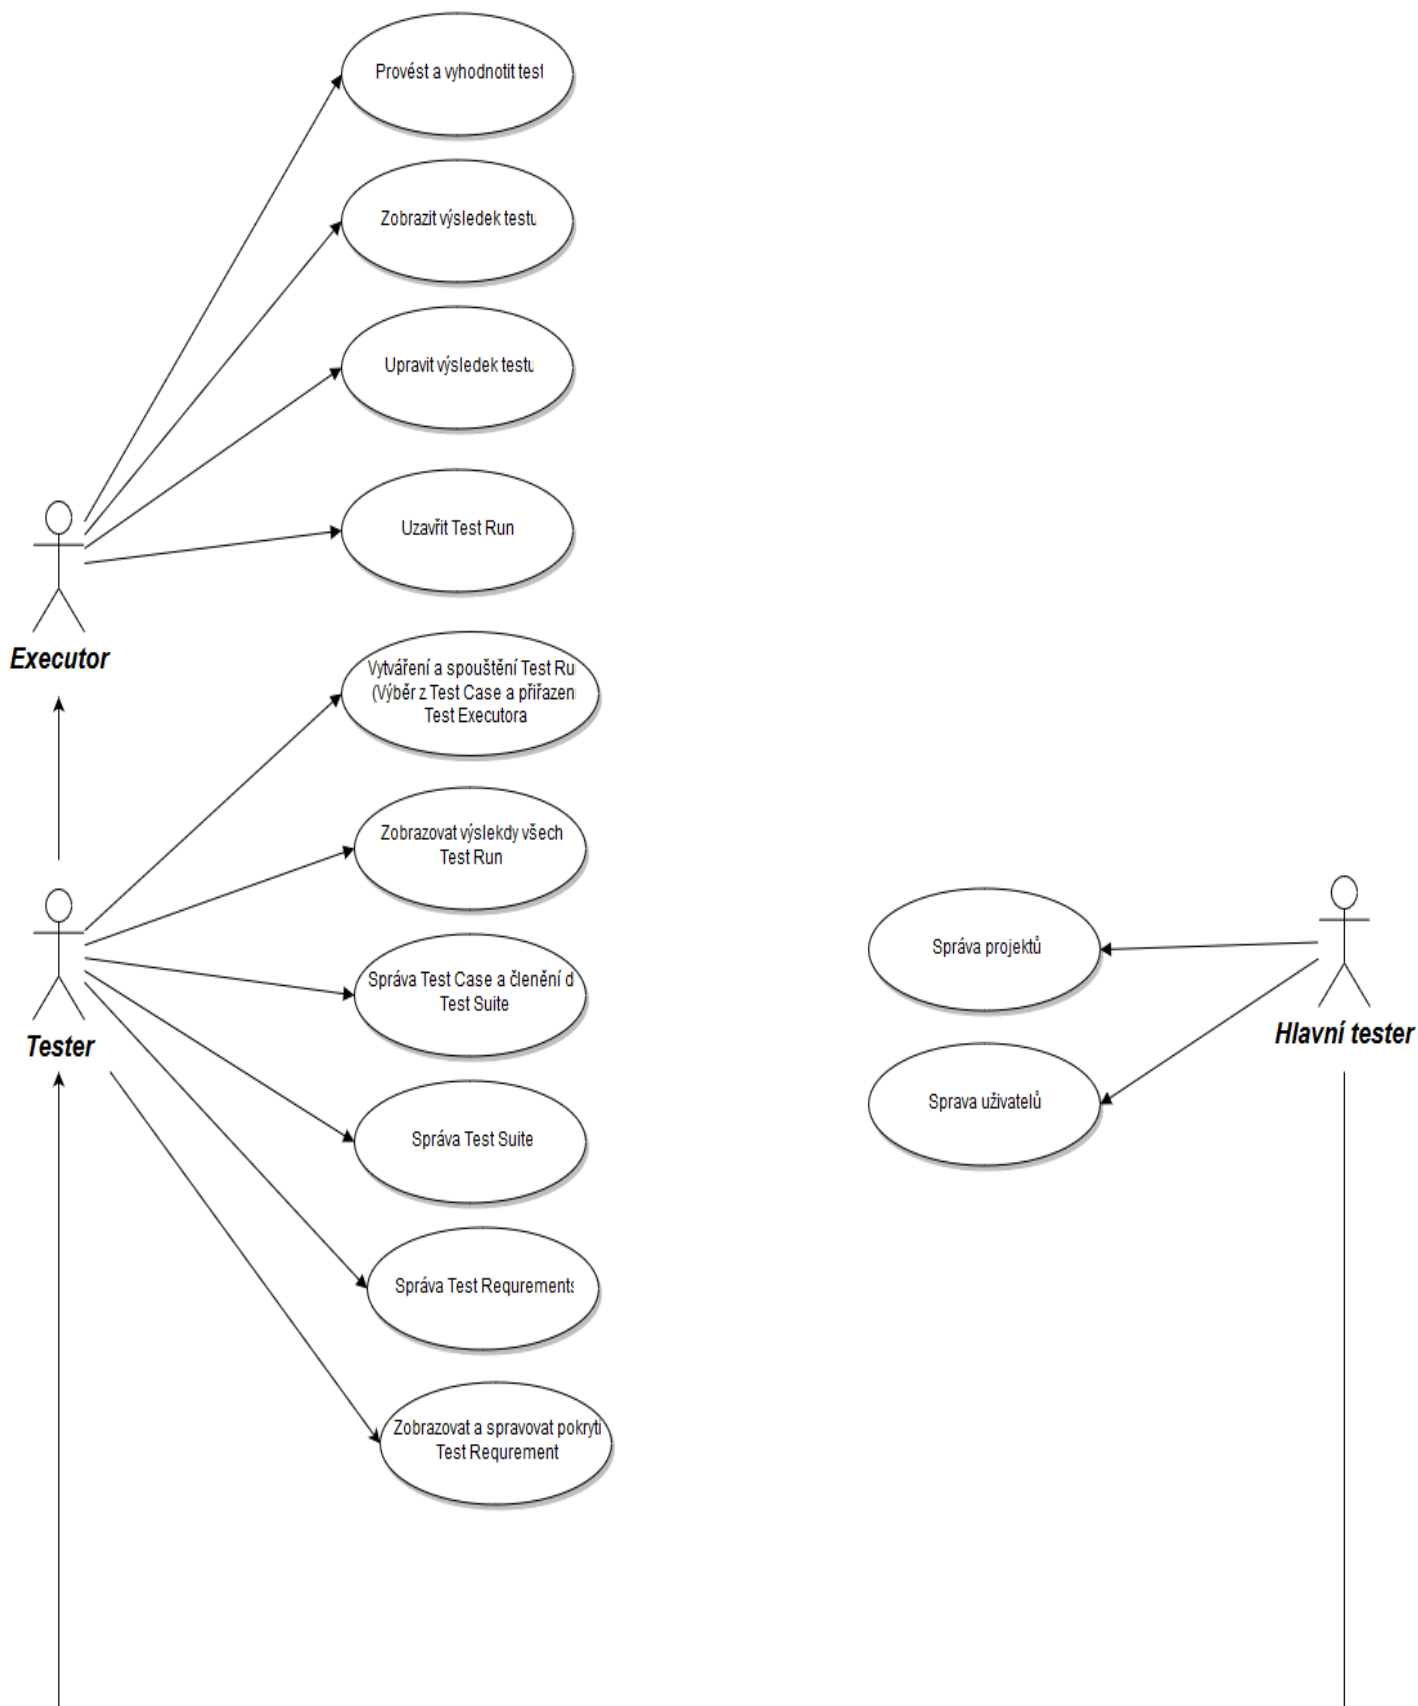 Provést a vyhodnotit test
Zobrazit výsledek testu
Upravit výsledek testu
Uzavřit Test Run
Executor
Vytváření a spouštění Test Ru
(Výběr z Test Case a přiřazení
Test Executora
Zobrazovat výslekdy všech
Test Run
Správa Test Case a členění d
Test Suite
Tester
Správa Test Suite
Správa Test Requrements
Zobrazovat a spravovat pokrytí
Test Requrement
Správa projektů
Hlavní tester
Sprava uživatelů